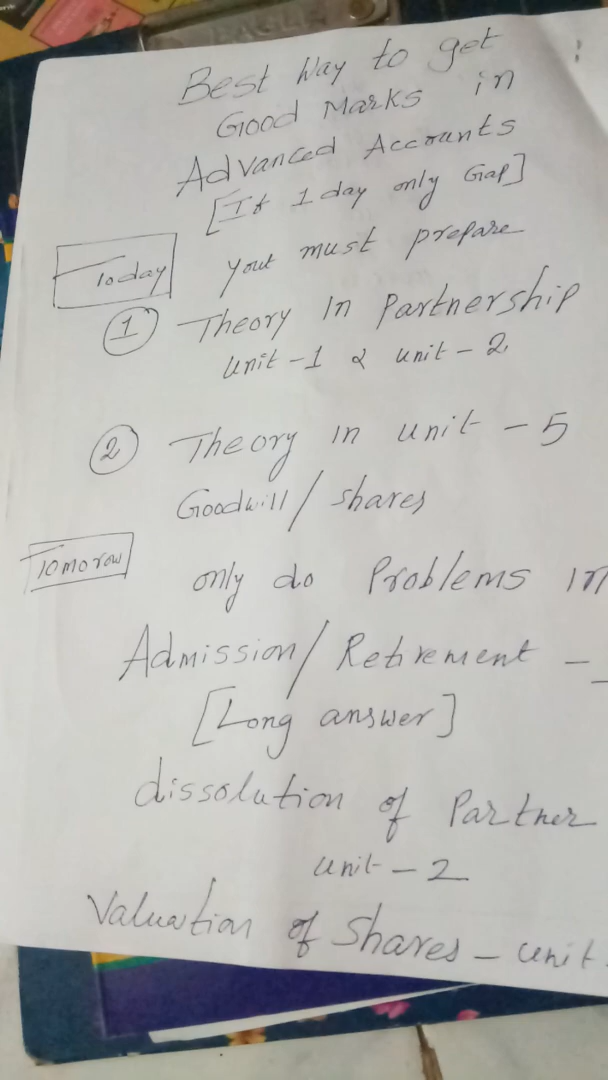 Best Way to get
Good Marks in
Advanced Accounts
[If 1 day only Gap]
Today
yout must prepare
1 Theory In Partnership
Unit - 1 & Unit - 2
2 Theory in Unit - 5
Goodwill / shares
Tomorow
only do Problems in
Admission / Retirement -
[Long answer]
dissolution of Partner
Unit - 2
Valuation of Shares - Unit